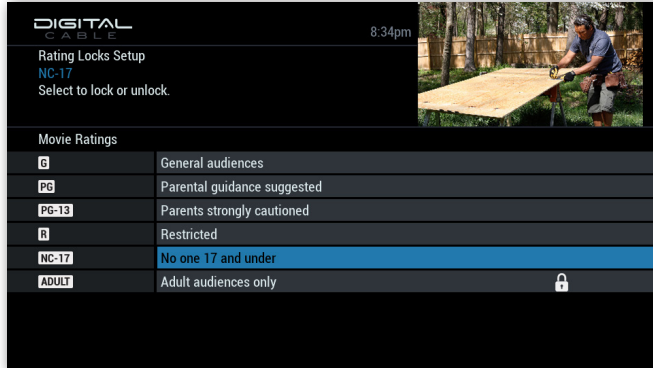 DIGITAL
CABLE
8:34pm
Rating Locks Setup
NC-17
Select to lock or unlock.
Movie Ratings
G General audiences
PG Parental guidance suggested
PG-13 Parents strongly cautioned
R Restricted
NC-17 No one 17 and under
ADULT Adult audiences only